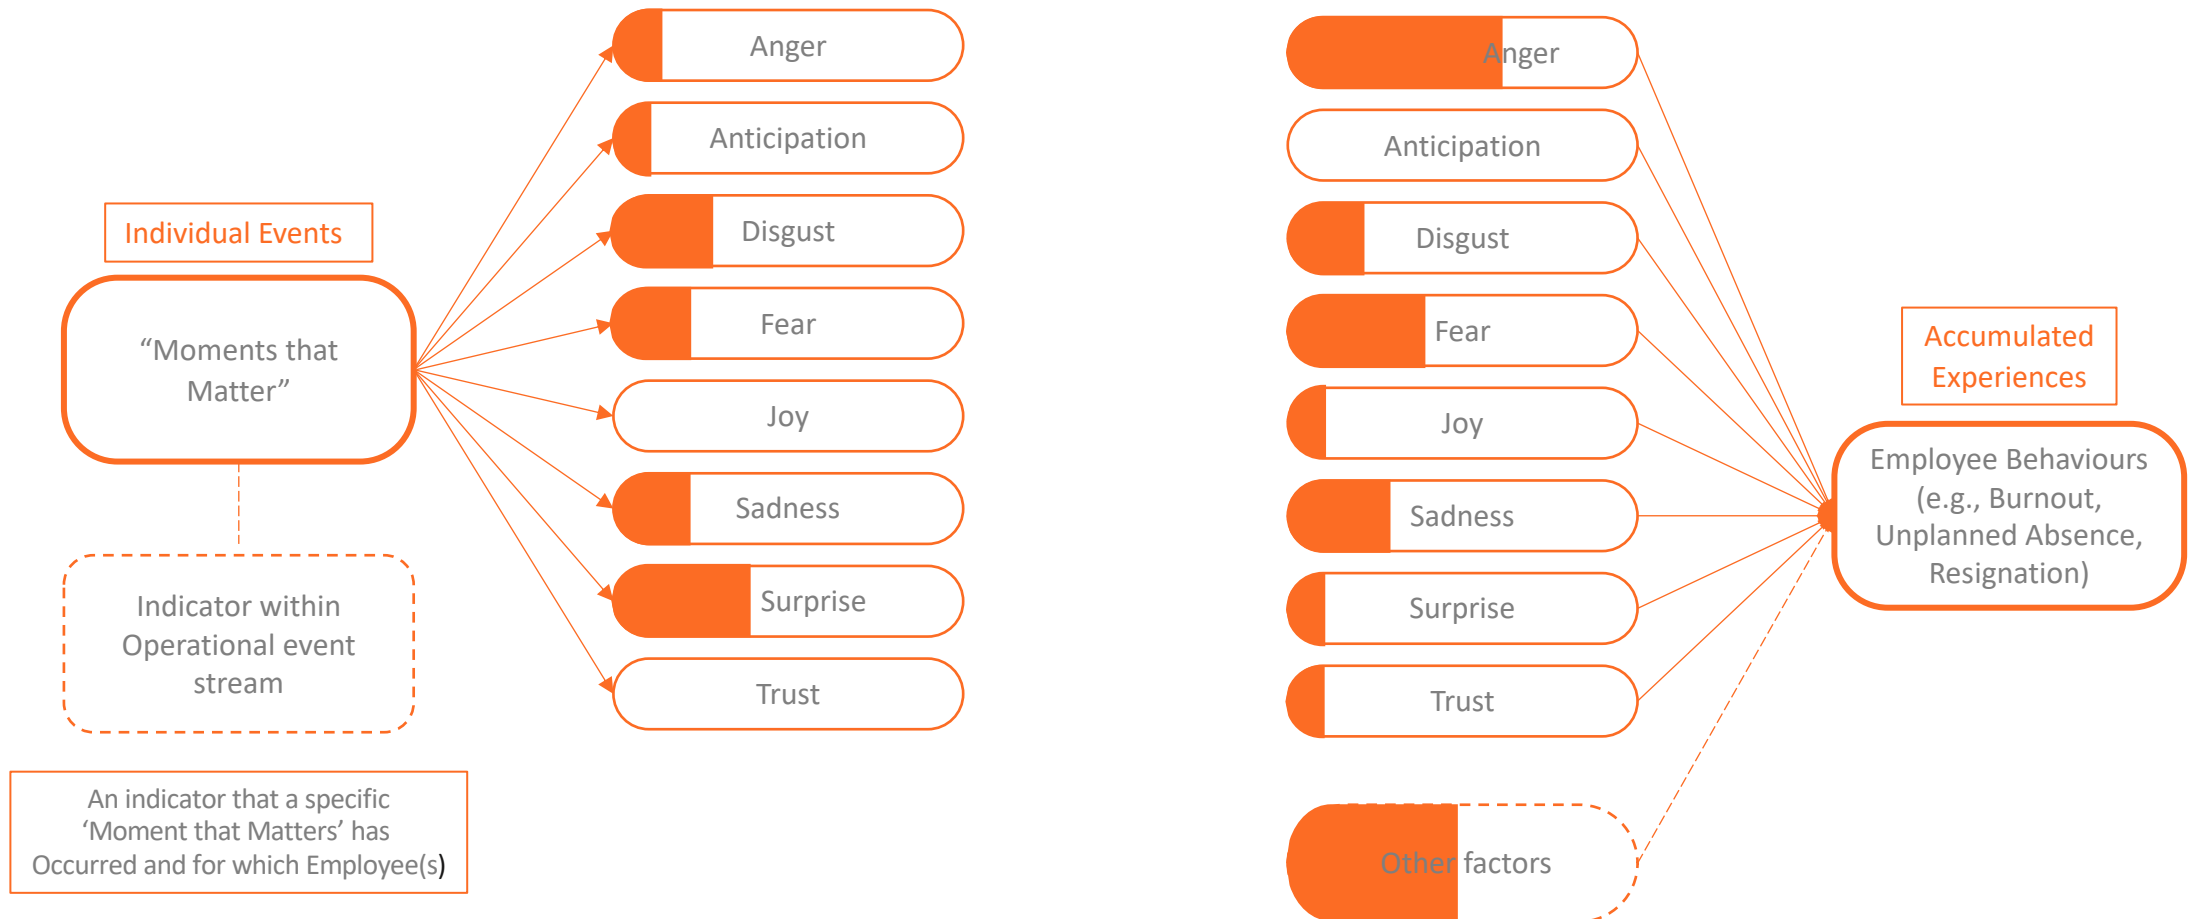 Individual Events
“Moments that
Matter”
Indicator within
Operational event
stream
An indicator that a specific
‘Moment that Matters’ has
Occurred and for which Employee(s)
Anger
Anticipation
Disgust
Fear
Joy
Sadness
Surprise
Trust
Anger
Anticipation
Disgust
Fear
Joy
Sadness
Surprise
Trust
Other factors
Accumulated
Experiences
Employee Behaviours
(e.g., Burnout,
Unplanned Absence,
Resignation)